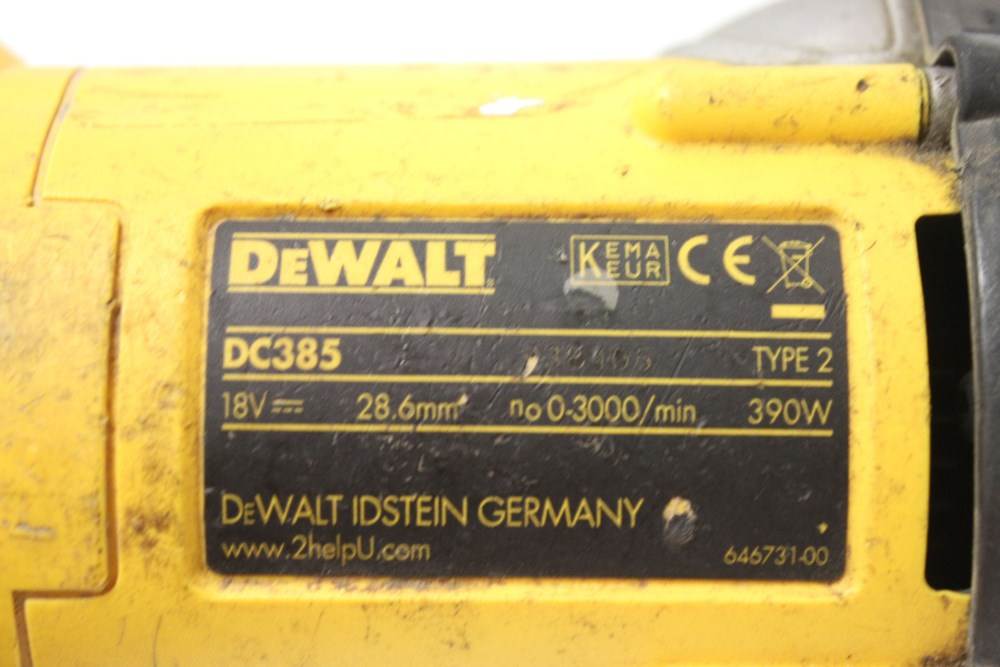 DeWALT
KEMA
KEUR
CE
DC385 TYPE 2
18V 28.6mm n₀ 0-3000/min 390W
DeWALT IDSTEIN GERMANY
www.2helpU.com 646731-00